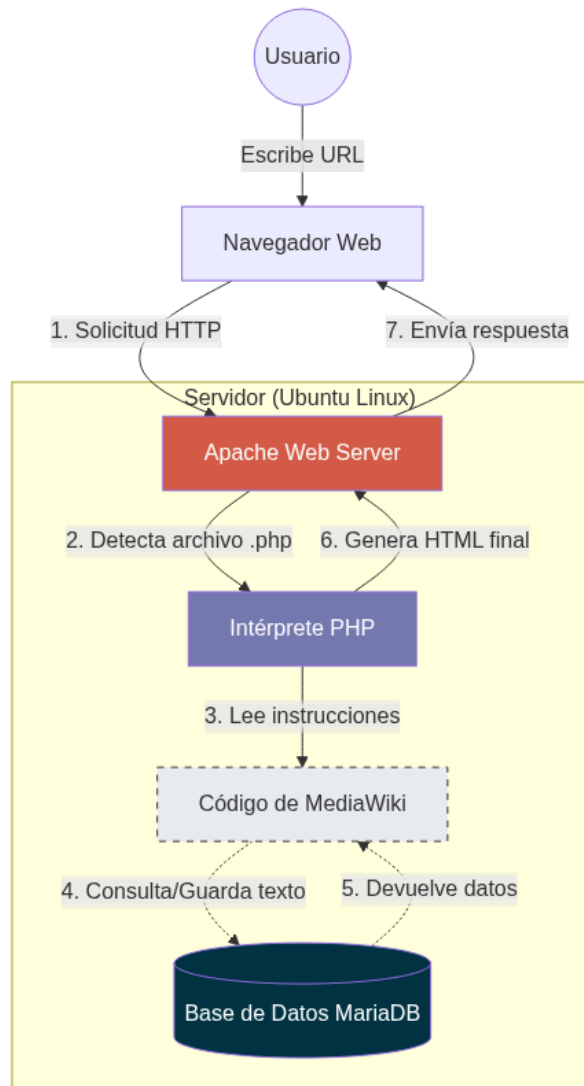 Usuario
Escribe URL
Navegador Web
1. Solicitud HTTP
7. Envía respuesta
Servidor (Ubuntu Linux)
Apache Web Server
2. Detecta archivo .php
6. Genera HTML final
Intérprete PHP
3. Lee instrucciones
Código de MediaWiki
4. Consulta/Guarda texto
5. Devuelve datos
Base de Datos MariaDB